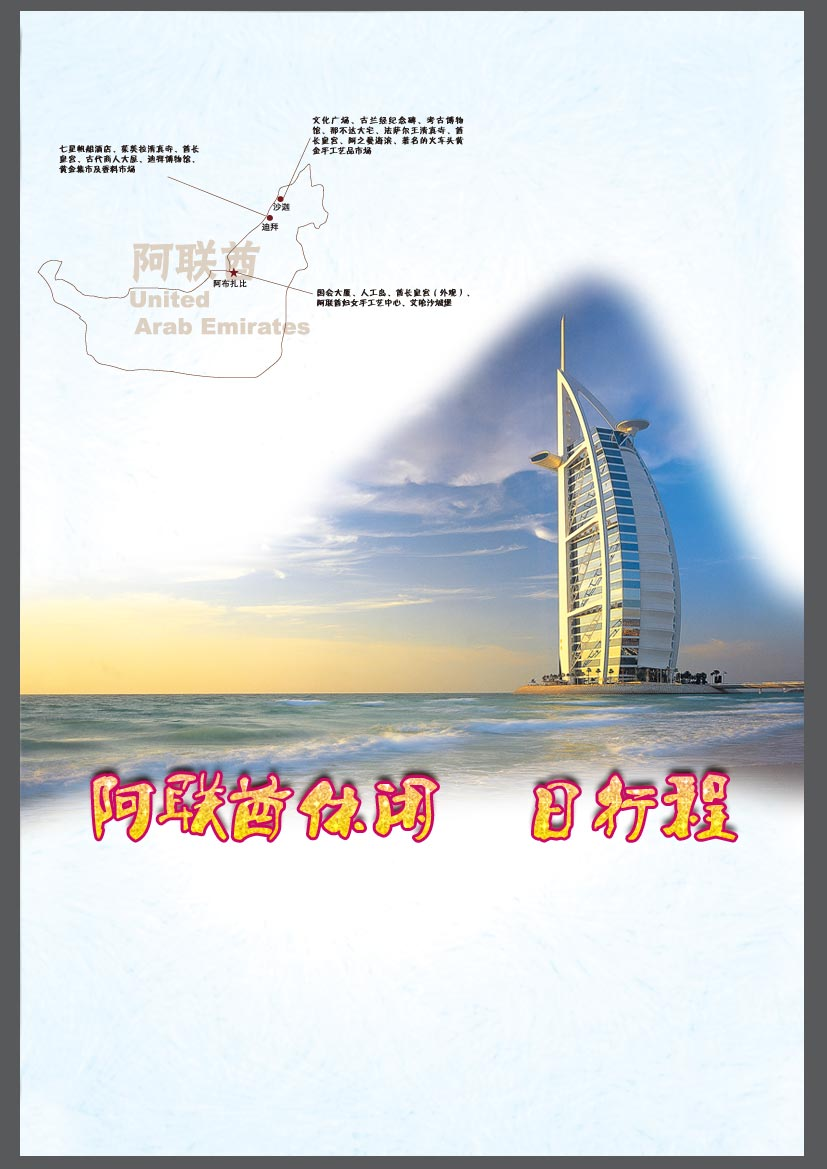 文化广场、古兰经纪念碑、考古博物
馆、那不达大宅、法萨尔王清真寺、酋
长皇宫、阿之曼海滨、著名的火车头黄
金手工艺品市场
七星帆船酒店、茱美拉清真寺、酋长
皇宫、古代商人大屋、迪拜博物馆、
黄金集市及香料市场
沙迦
迪拜
阿联酋
阿布扎比
United
Arab Emirates
国会大厦、人工岛、酋长皇宫（外观）、
阿联酋妇女手工艺中心、艾哈沙城堡
阿联酋休闲 日行程